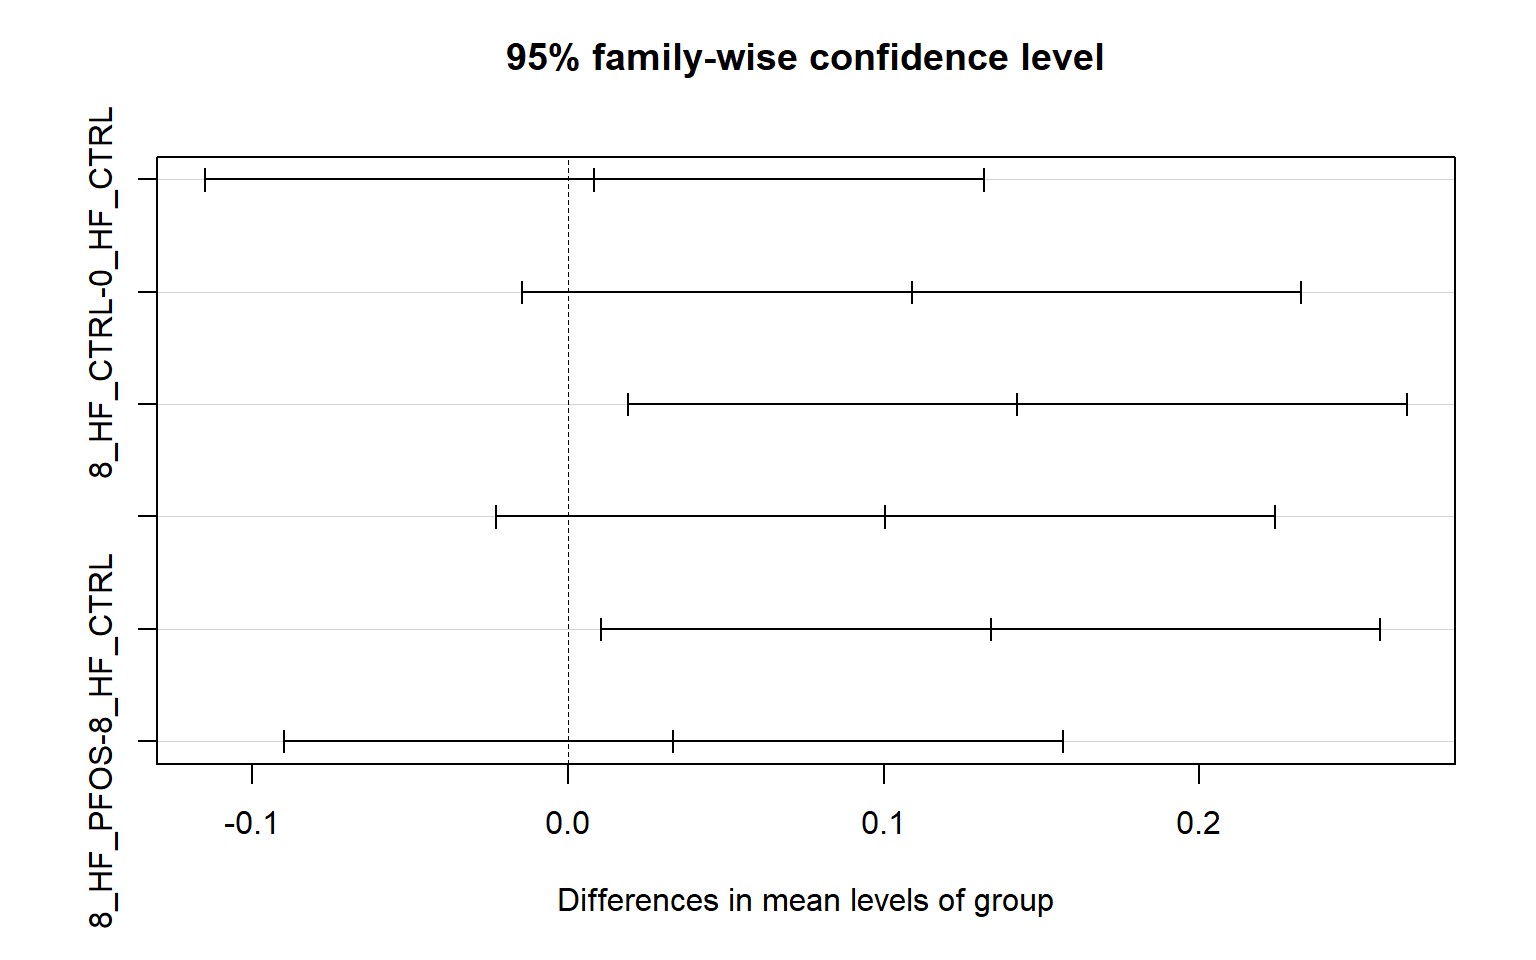 95% family-wise confidence level
8_HF_CTRL-0_HF_CTRL
8_HF_PFOS-8_HF_CTRL
-0.1
0.0
0.1
0.2
Differences in mean levels of group